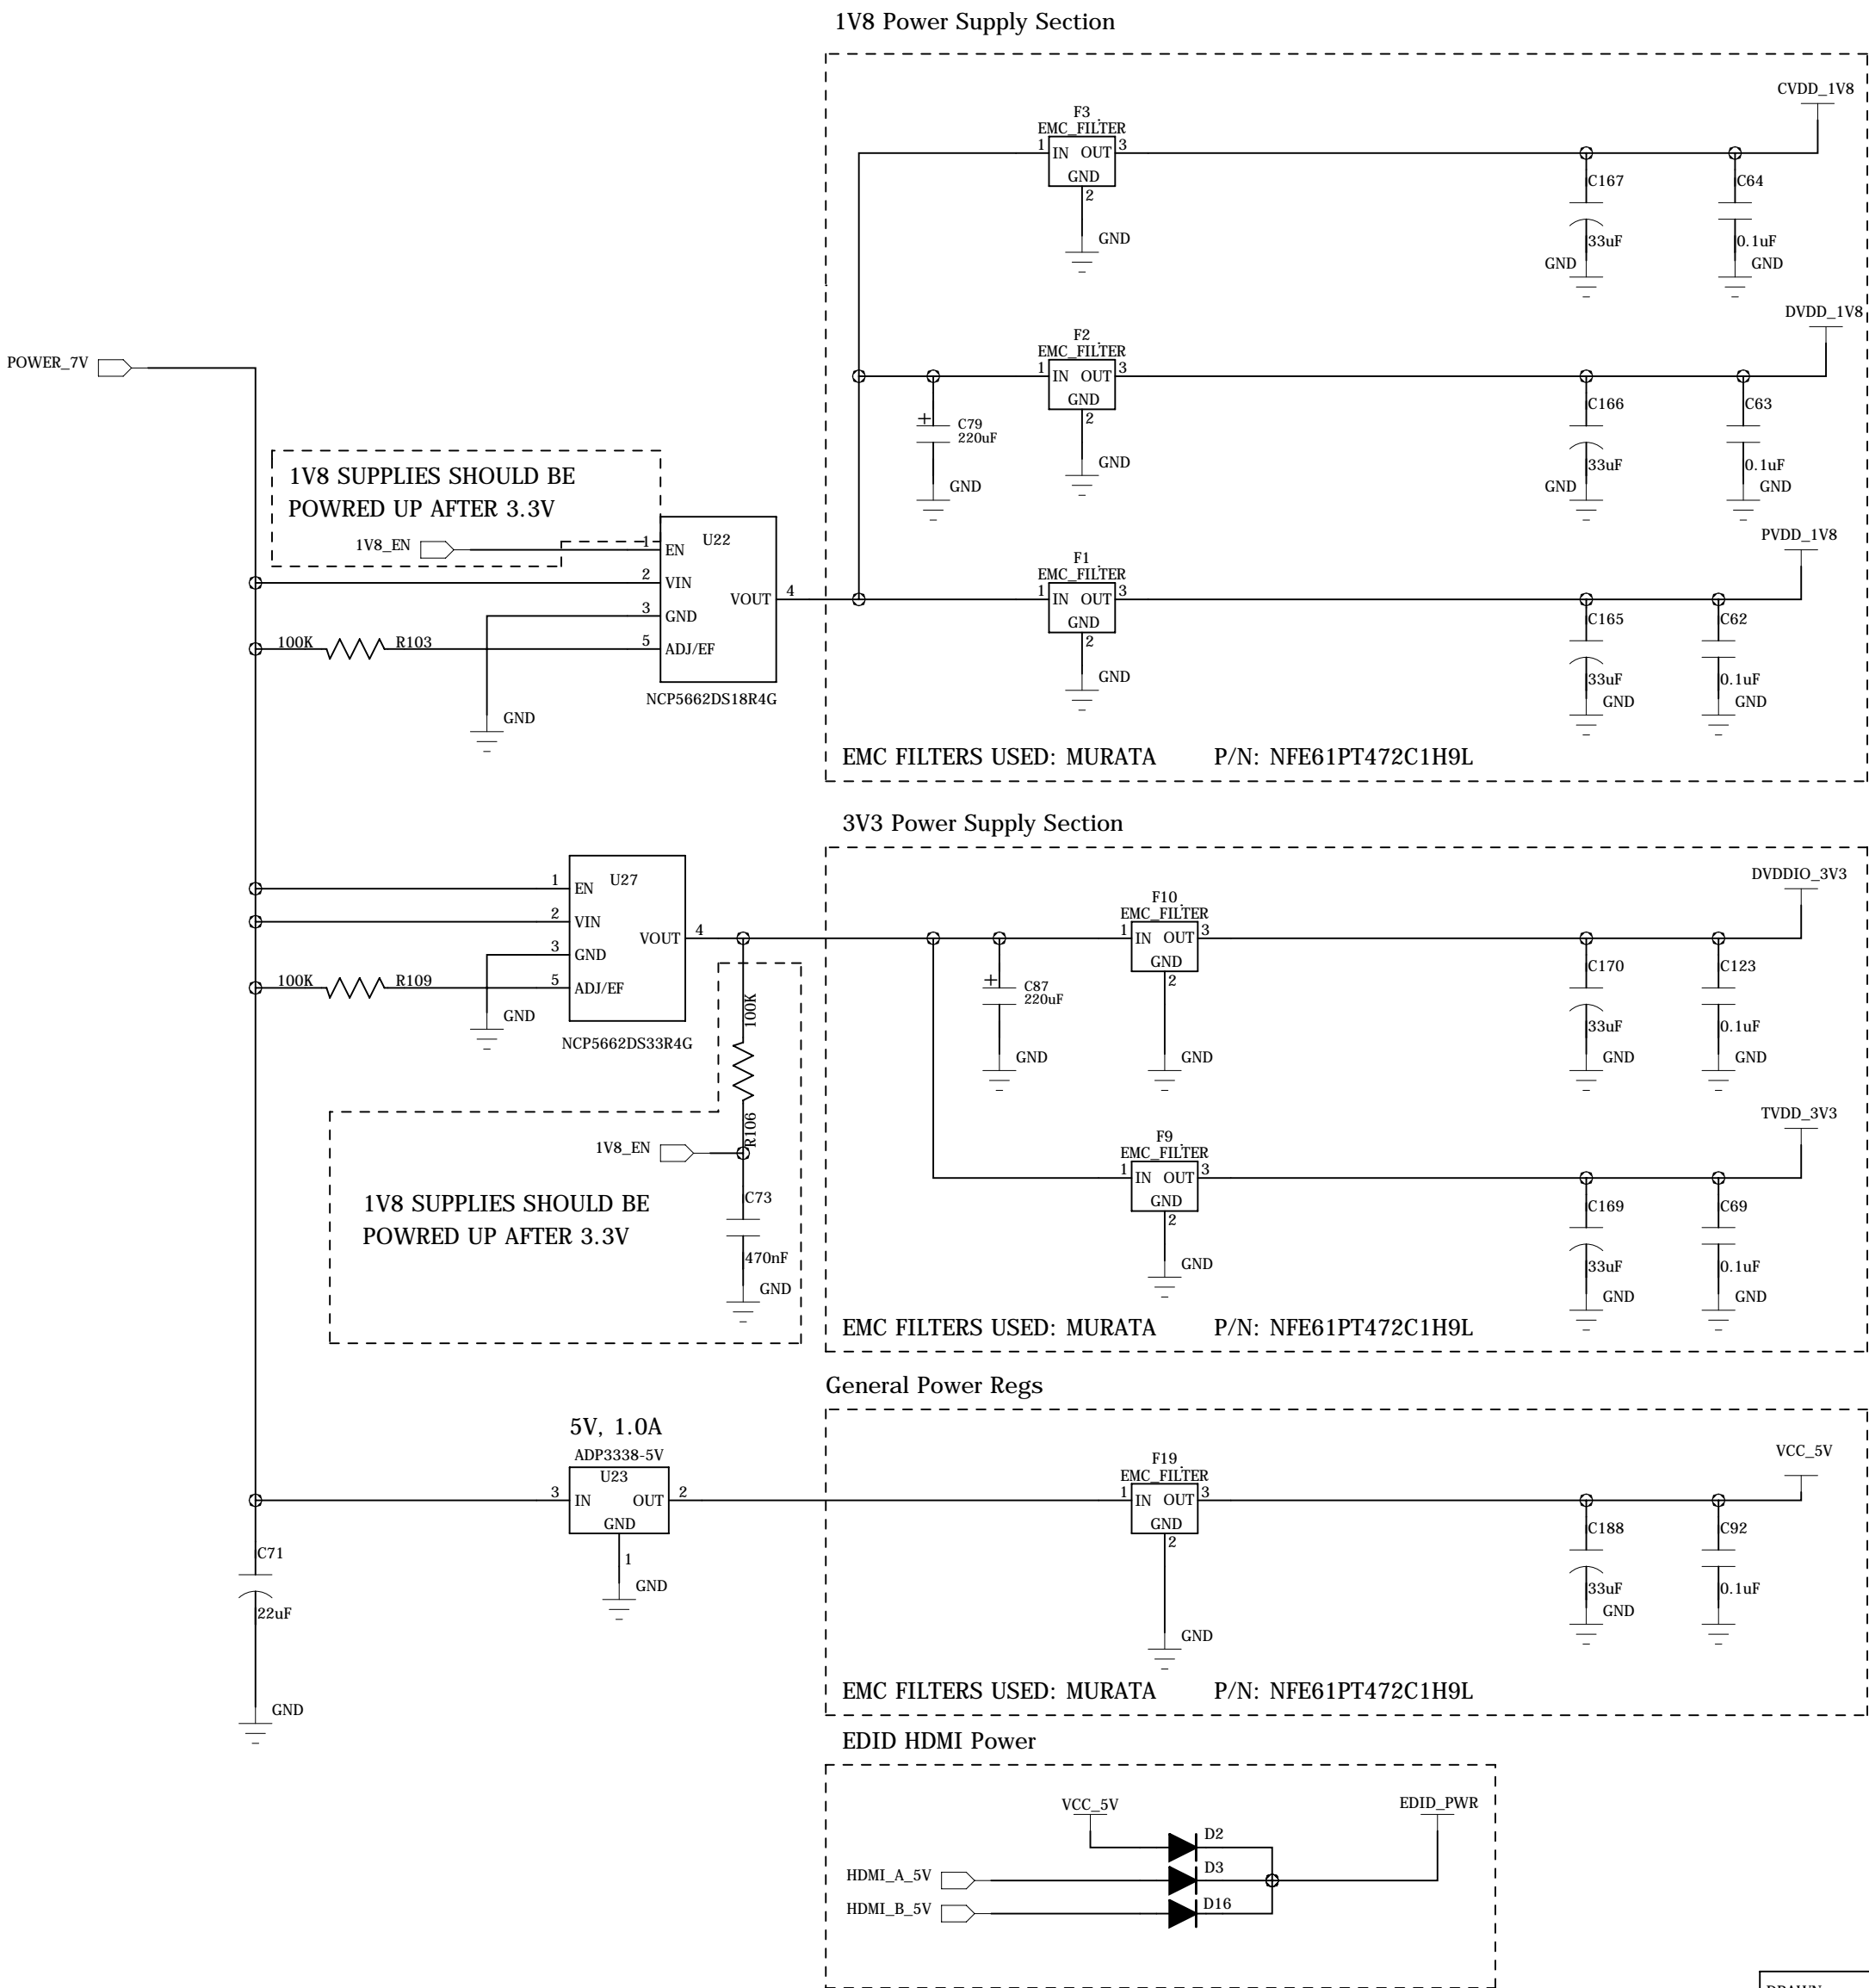 1V8 Power Supply Section
CVDD_1V8
F3
EMC_FILTER
1 IN OUT 3
GND
2
GND
C167
33uF
GND
C64
0.1uF
GND
DVDD_1V8
POWER_7V
F2
EMC_FILTER
1 IN OUT 3
GND
2
GND
C79
220uF
GND
C166
33uF
GND
C63
0.1uF
GND
1V8 SUPPLIES SHOULD BE
POWRED UP AFTER 3.3V
1V8_EN
1 EN
U22
2 VIN
3 GND
VOUT 4
100K R103
5 ADJ/EF
NCP5662DS18R4G
GND
PVDD_1V8
F1
EMC_FILTER
1 IN OUT 3
GND
2
GND
C165
33uF
GND
C62
0.1uF
GND
EMC FILTERS USED: MURATA P/N: NFE61PT472C1H9L
3V3 Power Supply Section
1 EN
U27
2 VIN
3 GND
VOUT 4
100K R109
5 ADJ/EF
GND
NCP5662DS33R4G
100K
R106
1V8_EN
C73
470nF
GND
1V8 SUPPLIES SHOULD BE
POWRED UP AFTER 3.3V
DVDDIO_3V3
F10
EMC_FILTER
1 IN OUT 3
GND
2
GND
C87
220uF
GND
C170
33uF
GND
C123
0.1uF
GND
TVDD_3V3
F9
EMC_FILTER
1 IN OUT 3
GND
2
GND
C169
33uF
GND
C69
0.1uF
GND
EMC FILTERS USED: MURATA P/N: NFE61PT472C1H9L
General Power Regs
5V, 1.0A
ADP3338-5V
U23
3 IN OUT 2
GND
1
GND
C71
22uF
GND
F19
EMC_FILTER
1 IN OUT 3
GND
2
GND
VCC_5V
C188
33uF
GND
C92
0.1uF
EMC FILTERS USED: MURATA P/N: NFE61PT472C1H9L
EDID HDMI Power
VCC_5V
EDID_PWR
D2
HDMI_A_5V
D3
HDMI_B_5V
D16